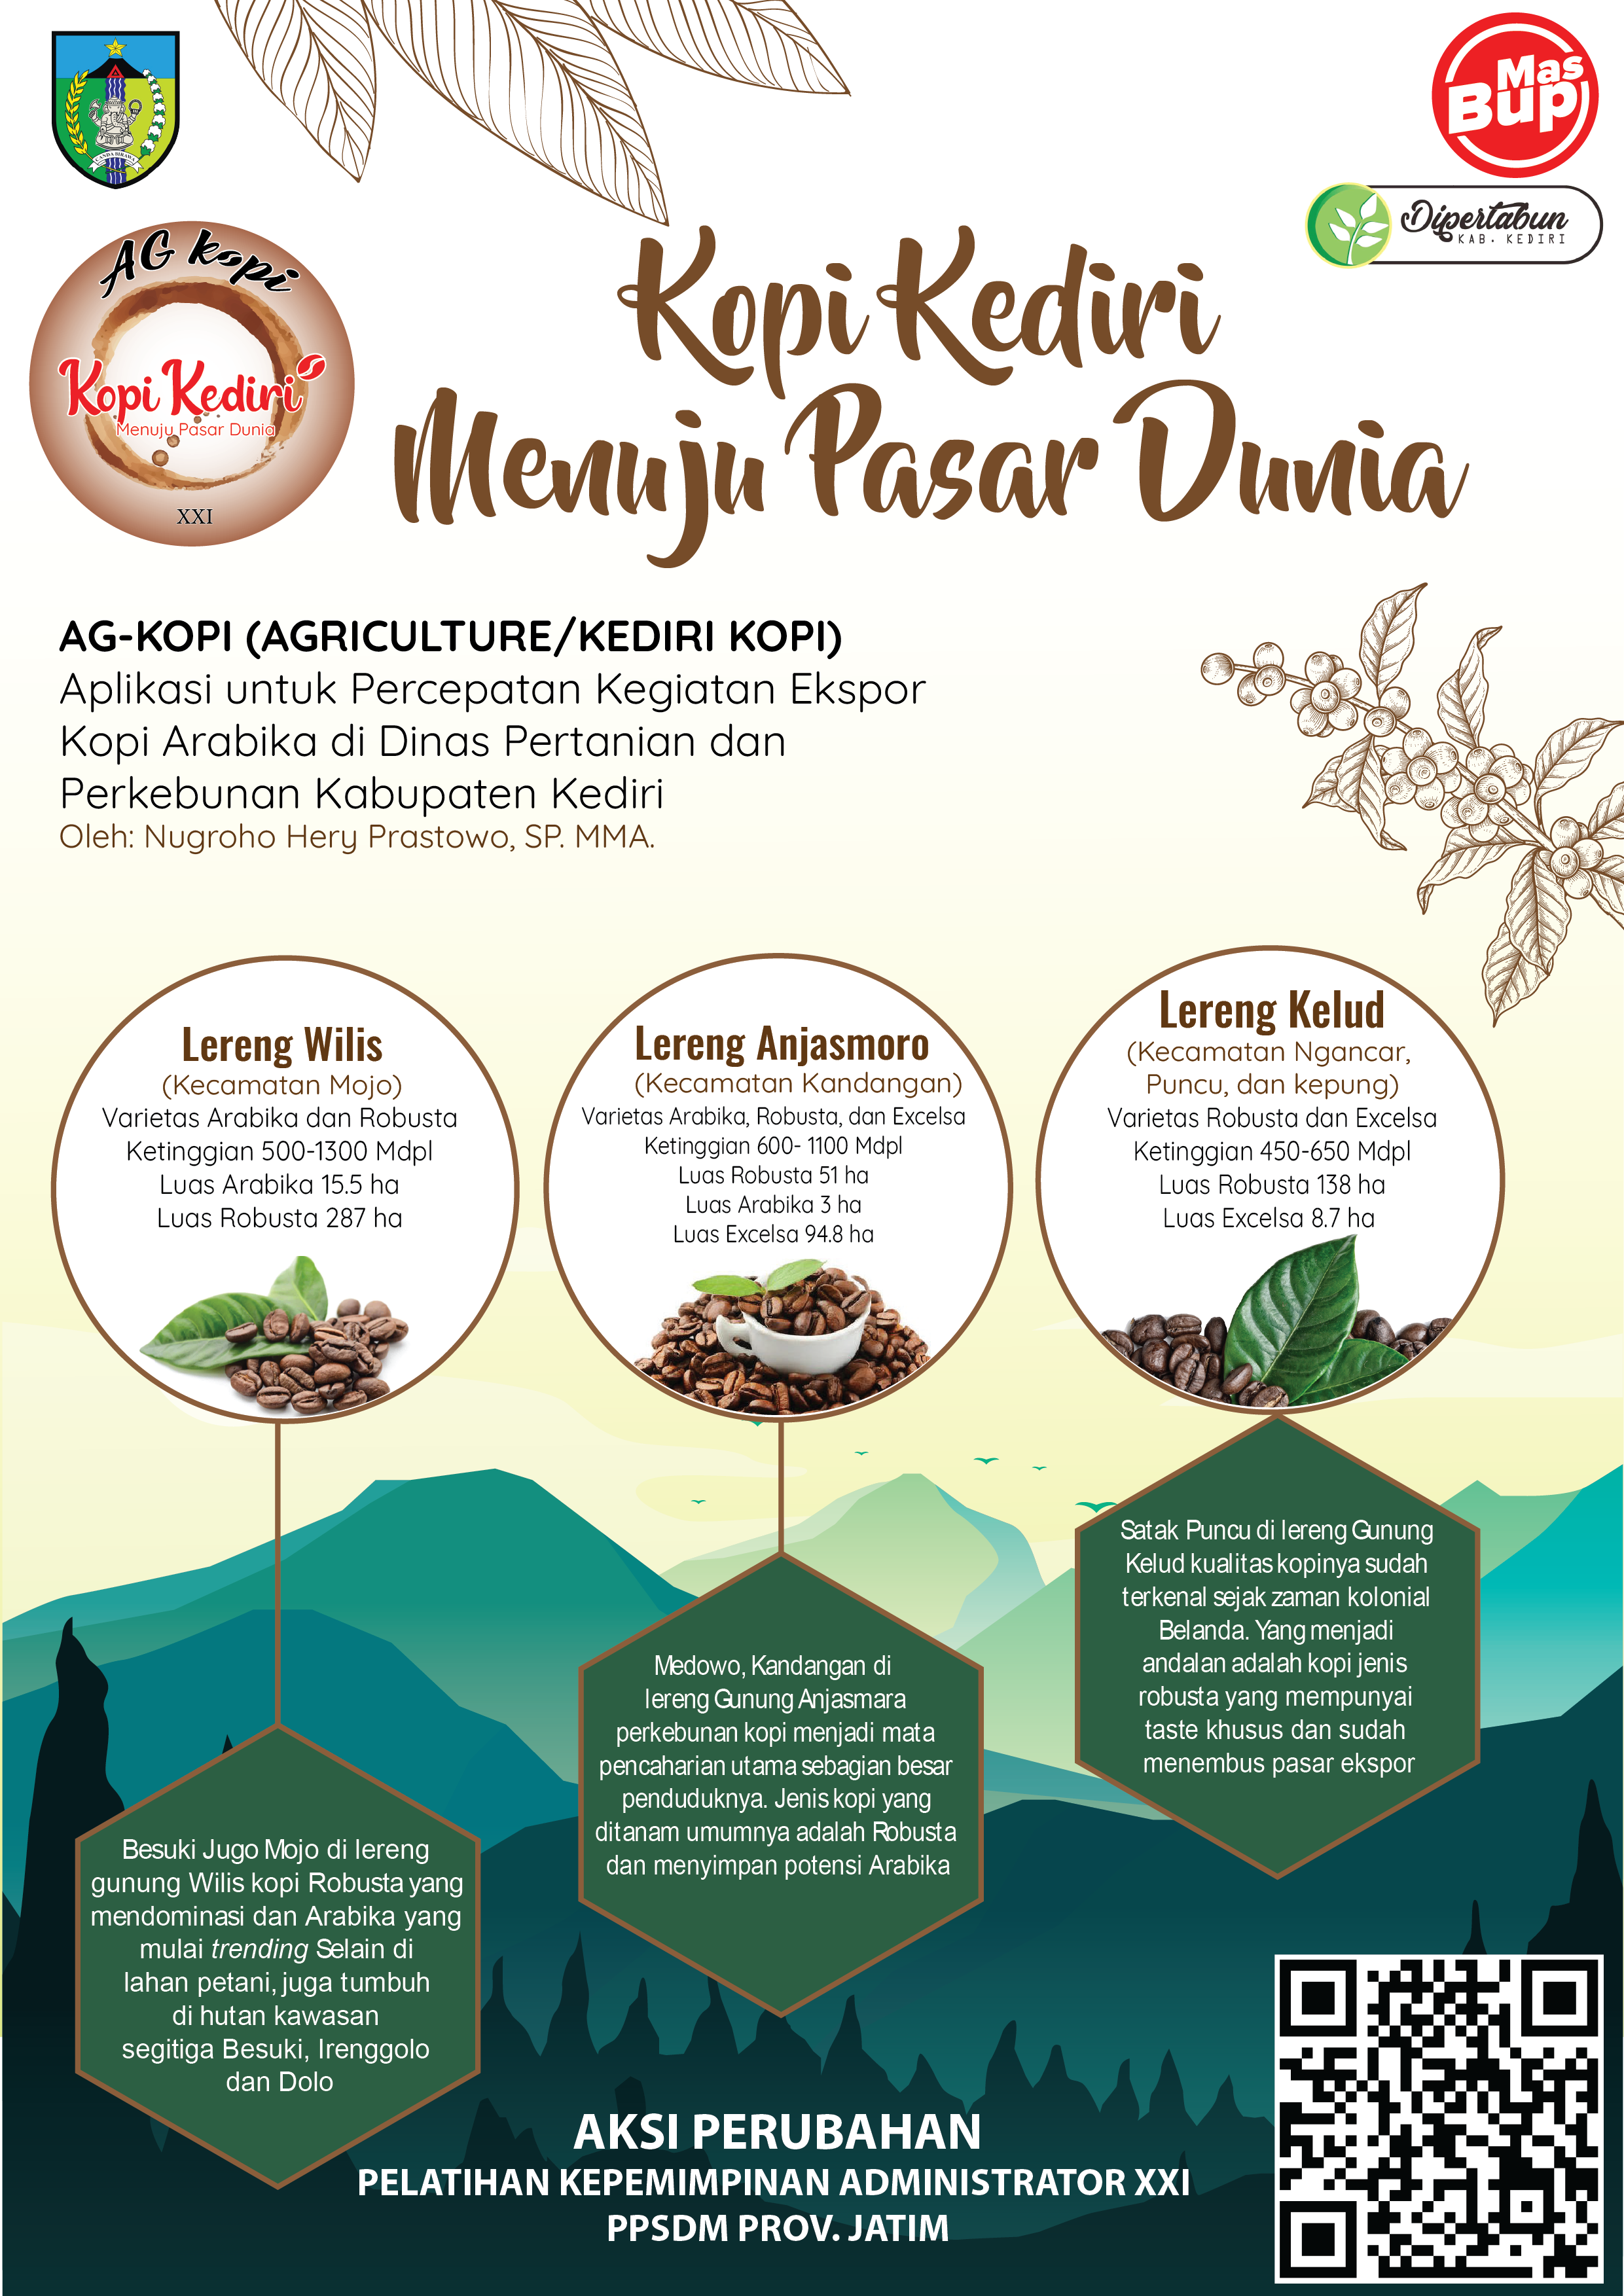 Mas
Bup
Dipertabun
KAB. KEDIRI
AG kopi
Kopi Kediri
Menuju Pasar Dunia
XXI
Kopi Kediri
Menuju Pasar Dunia
AG-KOPI (AGRICULTURE/KEDIRI KOPI)
Aplikasi untuk Percepatan Kegiatan Ekspor
Kopi Arabika di Dinas Pertanian dan
Perkebunan Kabupaten Kediri
Oleh: Nugroho Hery Prastowo, SP. MMA.
Lereng Wilis
(Kecamatan Mojo)
Varietas Arabika dan Robusta
Ketinggian 500-1300 Mdpl
Luas Arabika 15.5 ha
Luas Robusta 287 ha
Lereng Anjasmoro
(Kecamatan Kandangan)
Varietas Arabika, Robusta, dan Excelsa
Ketinggian 600- 1100 Mdpl
Luas Robusta 51 ha
Luas Arabika 3 ha
Luas Excelsa 94.8 ha
Lereng Kelud
(Kecamatan Ngancar,
Puncu, dan kepung)
Varietas Robusta dan Excelsa
Ketinggian 450-650 Mdpl
Luas Robusta 138 ha
Luas Excelsa 8.7 ha
Besuki Jugo Mojo di lereng
gunung Wilis kopi Robusta yang
mendominasi dan Arabika yang
mulai trending Selain di
lahan petani, juga tumbuh
di hutan kawasan
segitiga Besuki, Irenggolo
dan Dolo
Medowo, Kandangan di
lereng Gunung Anjasmara
perkebunan kopi menjadi mata
pencaharian utama sebagian besar
penduduknya. Jenis kopi yang
ditanam umumnya adalah Robusta
dan menyimpan potensi Arabika
Satak Puncu di lereng Gunung
Kelud kualitas kopinya sudah
terkenal sejak zaman kolonial
Belanda. Yang menjadi
andalan adalah kopi jenis
robusta yang mempunyai
taste khusus dan sudah
menembus pasar ekspor
AKSI PERUBAHAN
PELATIHAN KEPEMIMPINAN ADMINISTRATOR XXI
PPSDM PROV. JATIM